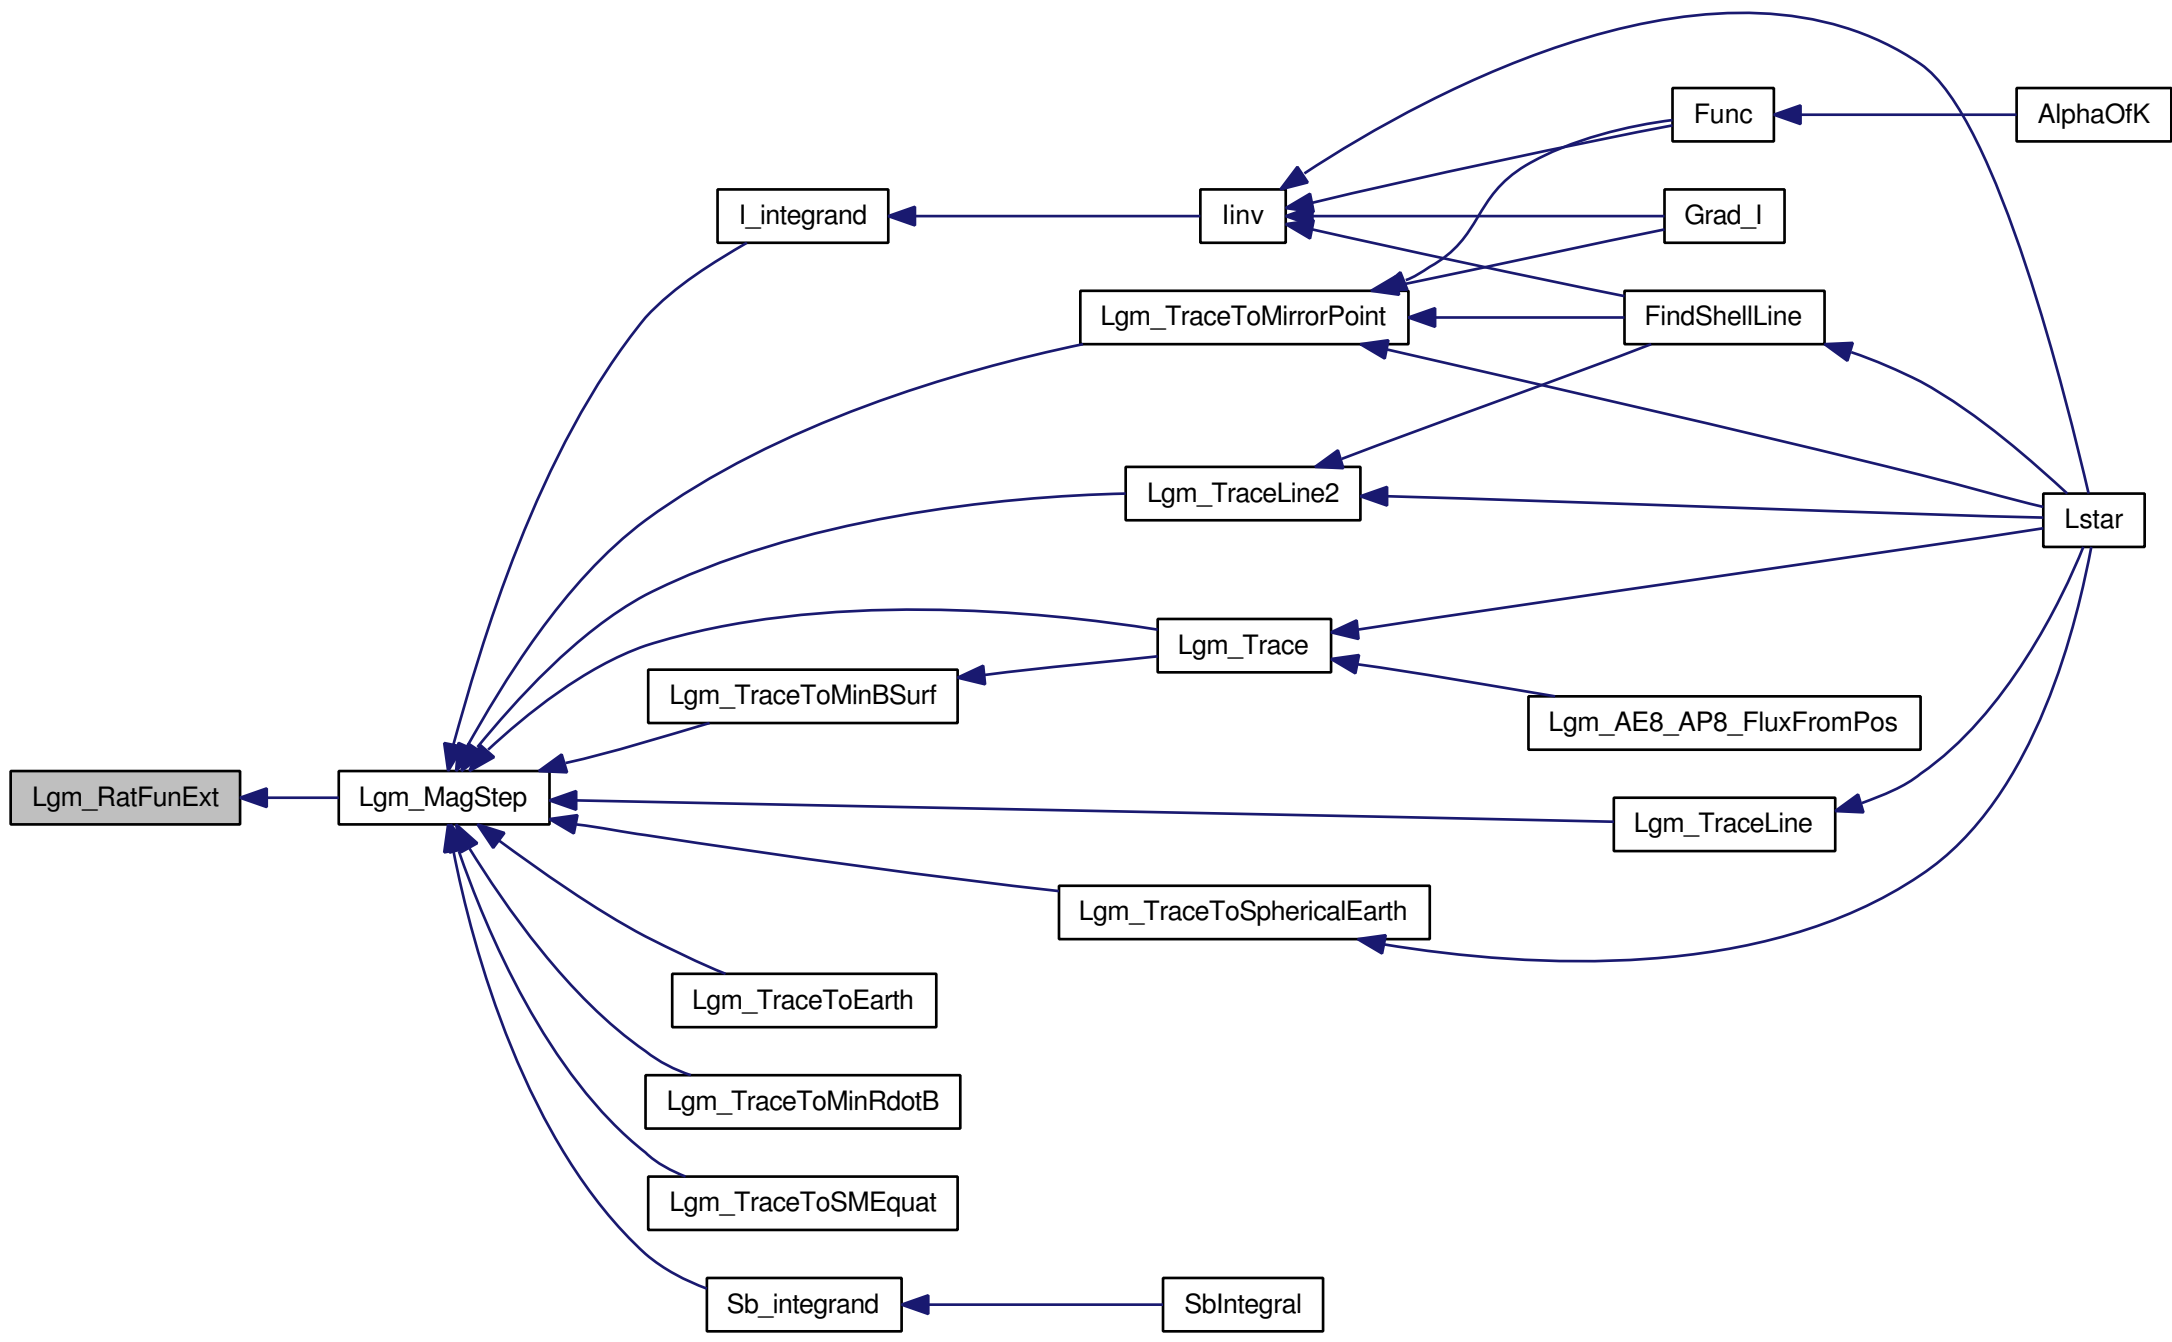 Func
AlphaOfK
I_integrand
Iinv
Grad_I
Lgm_TraceToMirrorPoint
FindShellLine
Lgm_TraceLine2
Lstar
Lgm_Trace
Lgm_TraceToMinBSurf
Lgm_AE8_AP8_FluxFromPos
Lgm_RatFunExt
Lgm_MagStep
Lgm_TraceLine
Lgm_TraceToSphericalEarth
Lgm_TraceToEarth
Lgm_TraceToMinRdotB
Lgm_TraceToSMEquat
Sb_integrand
SbIntegral